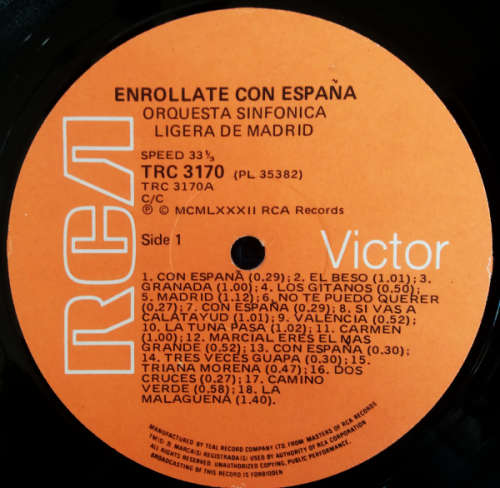 ENROLLATE CON ESPAÑA
ORQUESTA SINFONICA
LIGERA DE MADRID
SPEED 33⅓
TRC 3170 (PL 35382)
TRC 3170A
C/C
℗ © MCMLXXXII RCA Records
Side 1
RCA
Victor
1. CON ESPAÑA (0.29); 2. EL BESO (1.01); 3.
GRANADA (1.00); 4. LOS GITANOS (0.50);
5. MADRID (1.12); 6. NO TE PUEDO QUERER
(0.27); 7. CON ESPAÑA (0.29); 8. SI VAS A
CALATAYUD (1.01); 9. VALENCIA (0.52);
10. LA TUNA PASA (1.02); 11. CARMEN
(1.00); 12. MARCIAL ERES EL MAS
GRANDE (0.52); 13. CON ESPAÑA (0.30);
14. TRES VECES GUAPA (0.30); 15.
TRIANA MORENA (0.47); 16. DOS
CRUCES (0.27); 17. CAMINO
VERDE (0.58); 18. LA
MALAGUEÑA (1.40).
MANUFACTURED BY TEAL RECORD COMPANY LTD. FROM MASTERS OF RCA RECORDS
TM(S) ® MARCA(S) REGISTRADA(S) USED BY AUTHORITY OF RCA CORPORATION
ALL RIGHTS RESERVED. UNAUTHORIZED COPYING, PUBLIC PERFORMANCE,
BROADCASTING OF THIS RECORD IS FORBIDDEN